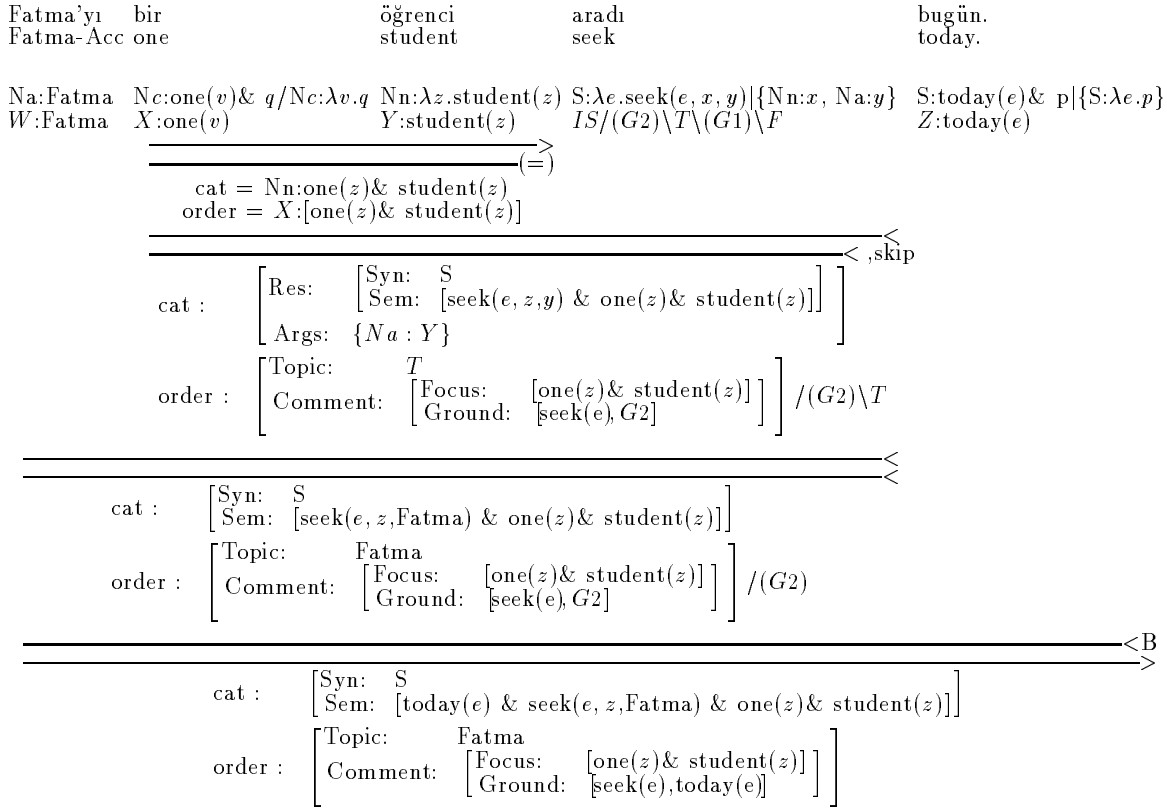 Fatma'yı bir öğrenci aradı bugün.
Fatma-Acc one student seek today.
Na:Fatma Nc:one(v)& q/Nc:λv.q Nn:λz.student(z) S:λe.seek(e, x, y)|{Nn:x, Na:y} S:today(e)& p|{S:λe.p}
W:Fatma X:one(v) Y:student(z) IS/(G2)\T\(G1)\F Z:today(e)
>
(=)
cat = Nn:one(z)& student(z)
order = X:[one(z)& student(z)]
<
< ,skip
cat : [Res: [Syn: S
Sem: [seek(e, z,y) & one(z)& student(z)]]
Args: {Na : Y}]
order : [Topic: T
Comment: [Focus: [one(z)& student(z)]
Ground: [seek(e),G2]]] /(G2)\T
<
<
cat : [Syn: S
Sem: [seek(e, z,Fatma) & one(z)& student(z)]]
order : [Topic: Fatma
Comment: [Focus: [one(z)& student(z)]
Ground: [seek(e),G2]]] /(G2)
<B
>
cat : [Syn: S
Sem: [today(e) & seek(e, z,Fatma) & one(z)& student(z)]]
order : [Topic: Fatma
Comment: [Focus: [one(z)& student(z)]
Ground: [seek(e),today(e)]]]